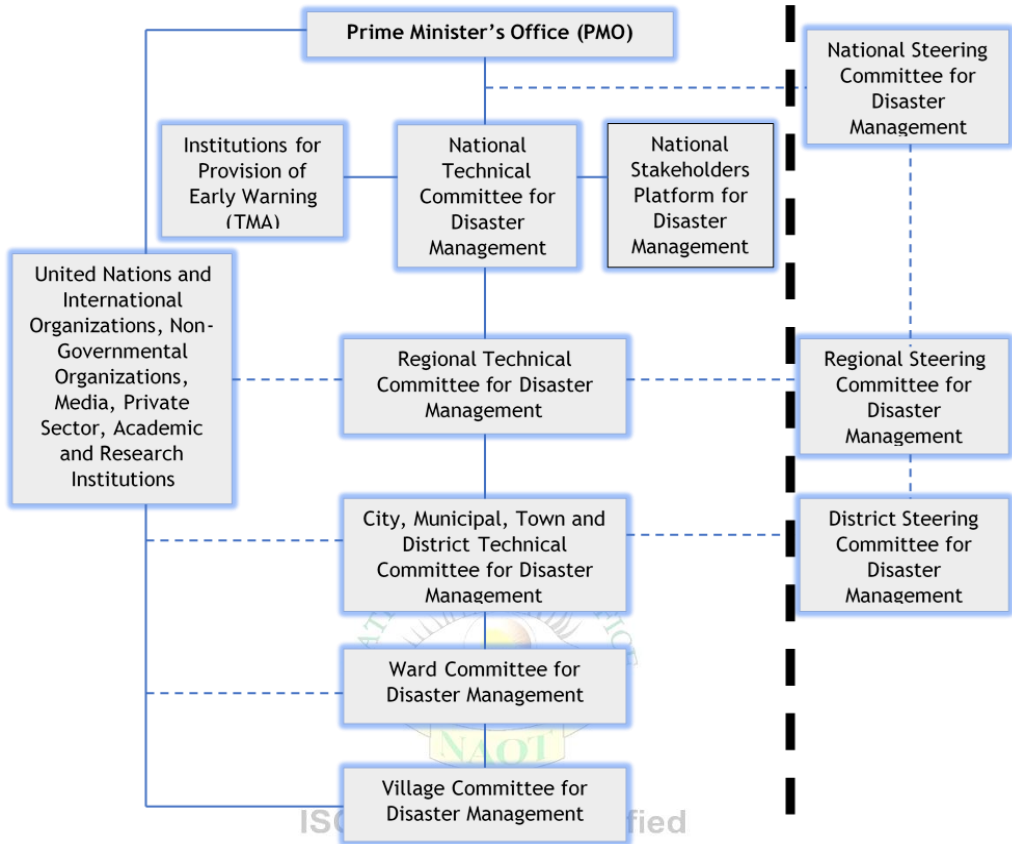 Prime Minister's Office (PMO)
National Steering
Committee for
Disaster
Management
Institutions for
Provision of
Early Warning
(TMA)
National
Technical
Committee for
Disaster
Management
National
Stakeholders
Platform for
Disaster
Management
United Nations and
International
Organizations, Non-
Governmental
Organizations,
Media, Private
Sector, Academic
and Research
Institutions
Regional Technical
Committee for Disaster
Management
Regional Steering
Committee for
Disaster
Management
City, Municipal, Town and
District Technical
Committee for Disaster
Management
District Steering
Committee for
Disaster
Management
Ward Committee for
Disaster Management
NAOT
Village Committee for
Disaster Management